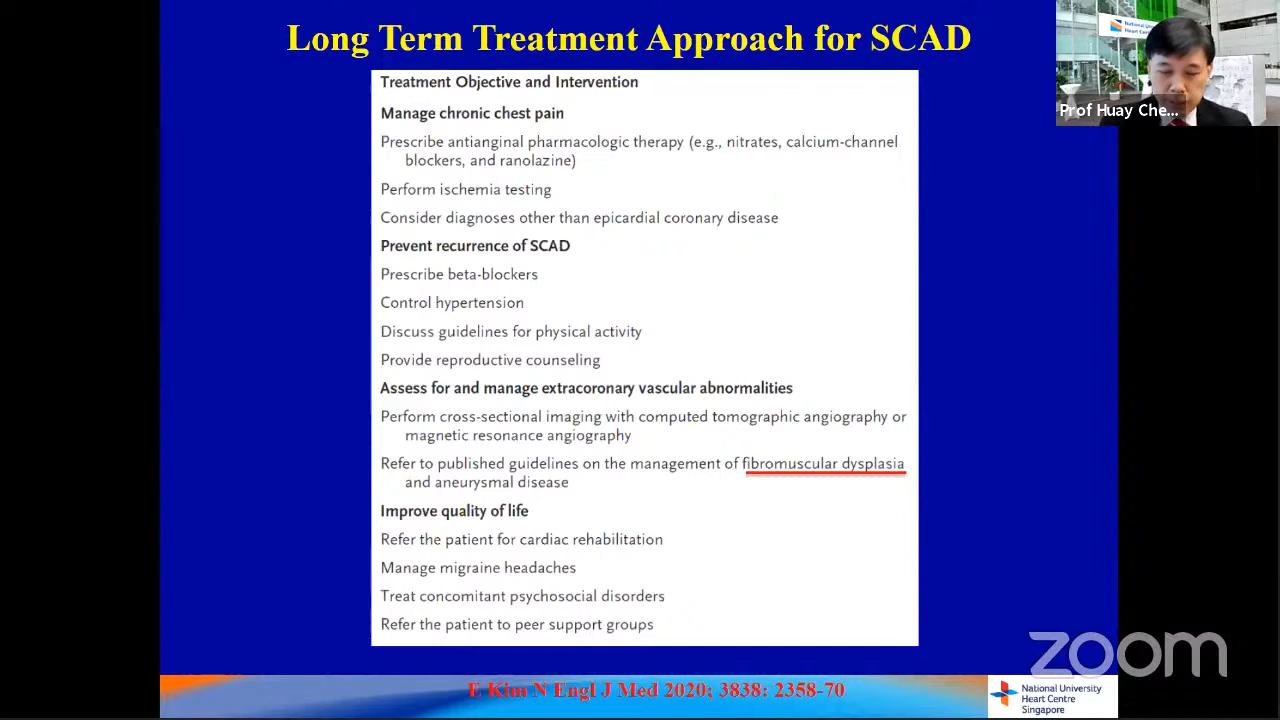 Long Term Treatment Approach for SCAD
Treatment Objective and Intervention
Manage chronic chest pain
Prescribe antianginal pharmacologic therapy (e.g., nitrates, calcium-channel
blockers, and ranolazine)
Perform ischemia testing
Consider diagnoses other than epicardial coronary disease
Prevent recurrence of SCAD
Prescribe beta-blockers
Control hypertension
Discuss guidelines for physical activity
Provide reproductive counseling
Assess for and manage extracoronary vascular abnormalities
Perform cross-sectional imaging with computed tomographic angiography or
magnetic resonance angiography
Refer to published guidelines on the management of fibromuscular dysplasia
and aneurysmal disease
Improve quality of life
Refer the patient for cardiac rehabilitation
Manage migraine headaches
Treat concomitant psychosocial disorders
Refer the patient to peer support groups
E Kim N Engl J Med 2020; 3838: 2358-70
National University
Heart Centre
Singapore
zoom
National Univers
Heart Centre
Prof Huay Che...